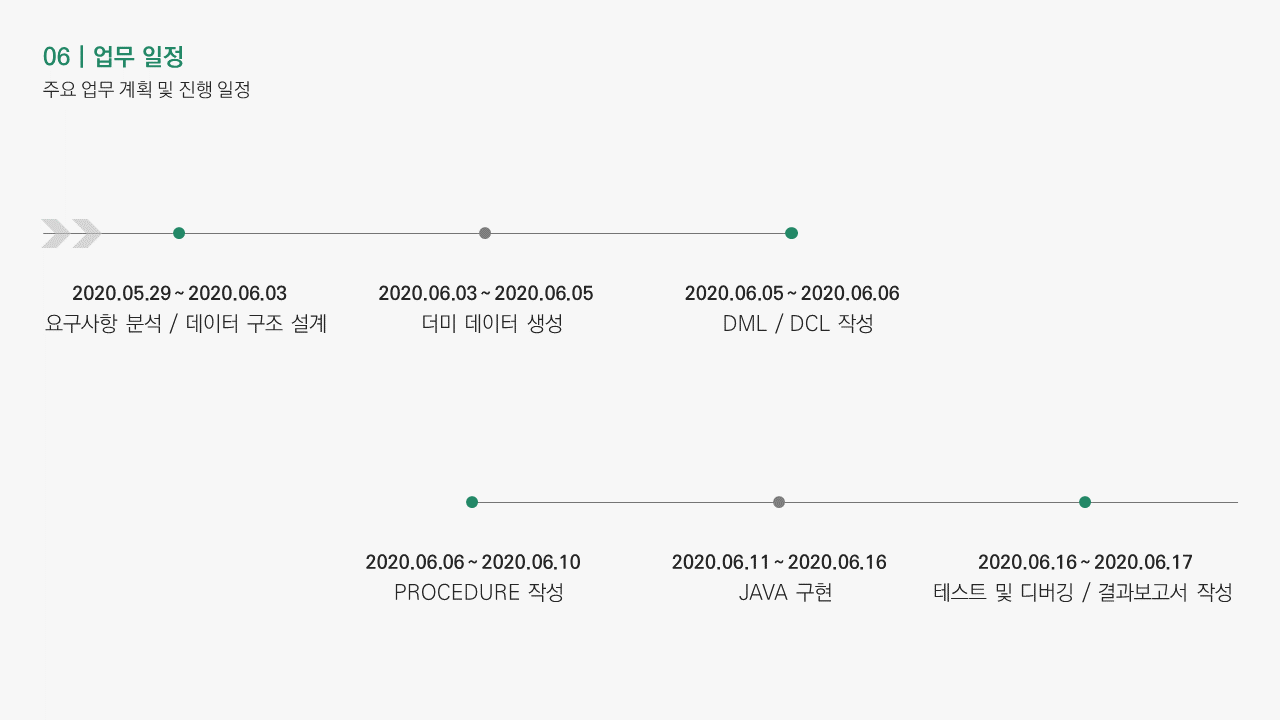 06 | 업무 일정
주요 업무 계획 및 진행 일정
2020.05.29 ~ 2020.06.03
요구사항 분석 / 데이터 구조 설계
2020.06.03 ~ 2020.06.05
더미 데이터 생성
2020.06.05 ~ 2020.06.06
DML / DCL 작성
2020.06.06 ~ 2020.06.10
PROCEDURE 작성
2020.06.11 ~ 2020.06.16
JAVA 구현
2020.06.16 ~ 2020.06.17
테스트 및 디버깅 / 결과보고서 작성